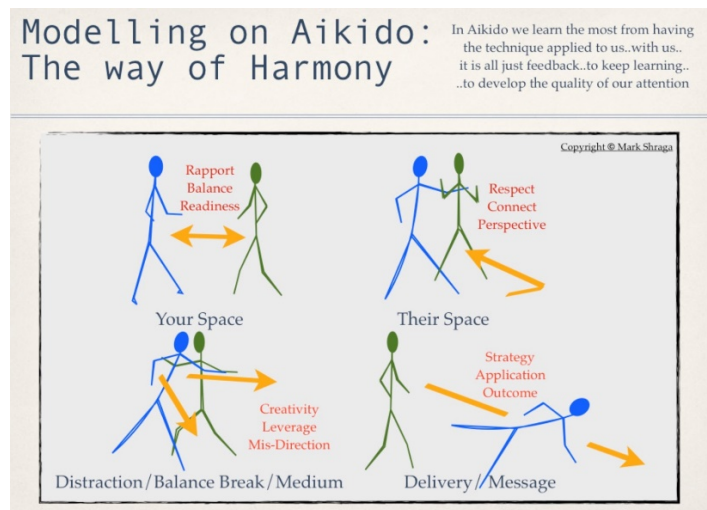 Modelling on Aikido:
The way of Harmony
In Aikido we learn the most from having
the technique applied to us..with us..
it is all just feedback..to keep learning..
..to develop the quality of our attention
Copyright © Mark Shraga
Rapport
Balance
Readiness
Your Space
Respect
Connect
Perspective
Their Space
Creativity
Leverage
Mis-Direction
Distraction/Balance Break/Medium
Strategy
Application
Outcome
Delivery/Message